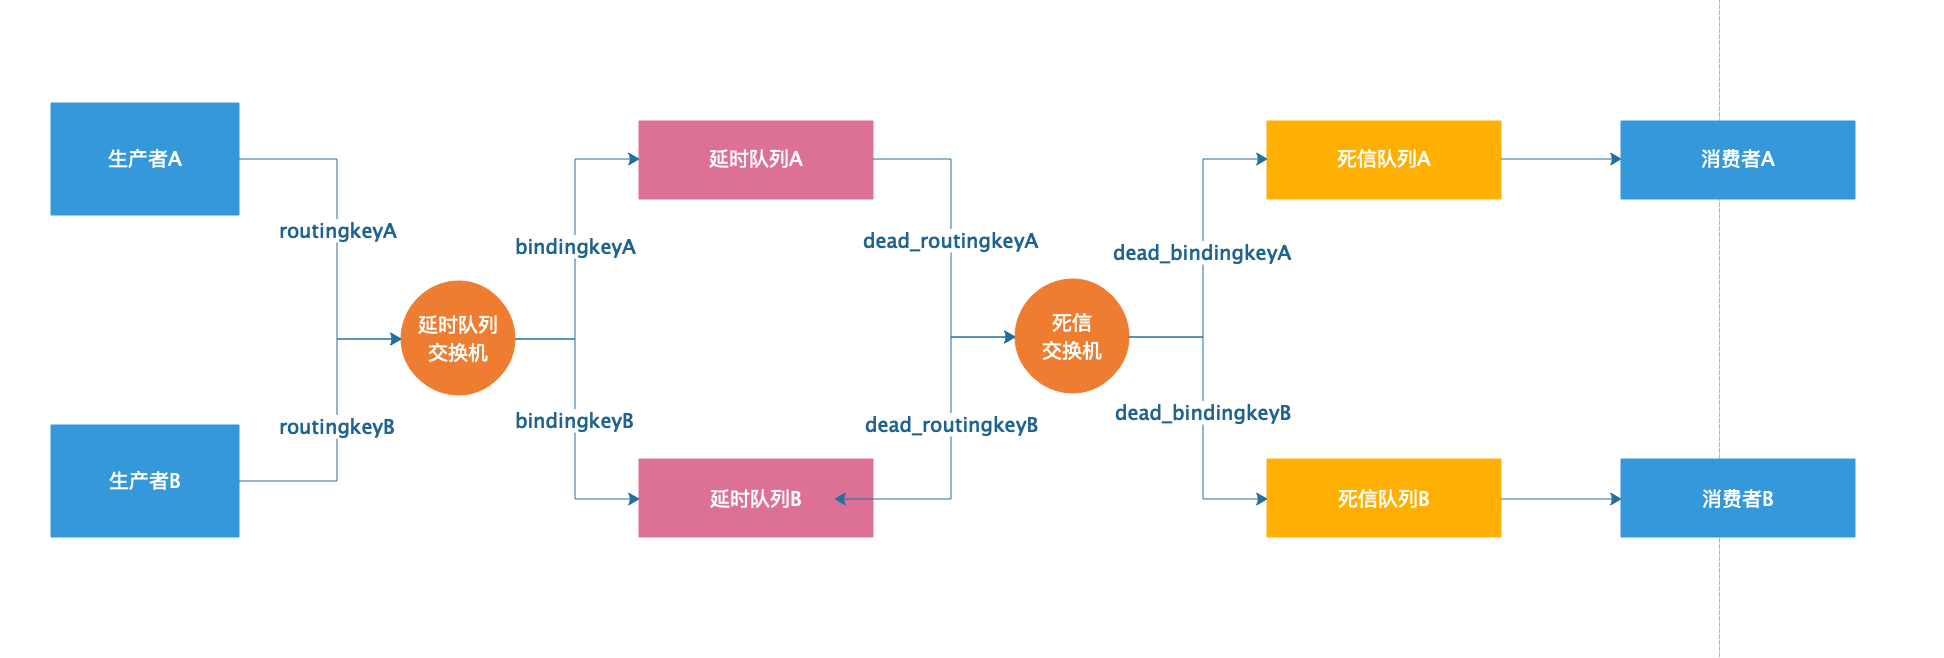 生产者A
延时队列A
死信队列A
消费者A
routingkeyA
bindingkeyA
dead_routingkeyA
dead_bindingkeyA
延时队列
交换机
死信
交换机
routingkeyB
bindingkeyB
dead_routingkeyB
dead_bindingkeyB
生产者B
延时队列B
死信队列B
消费者B